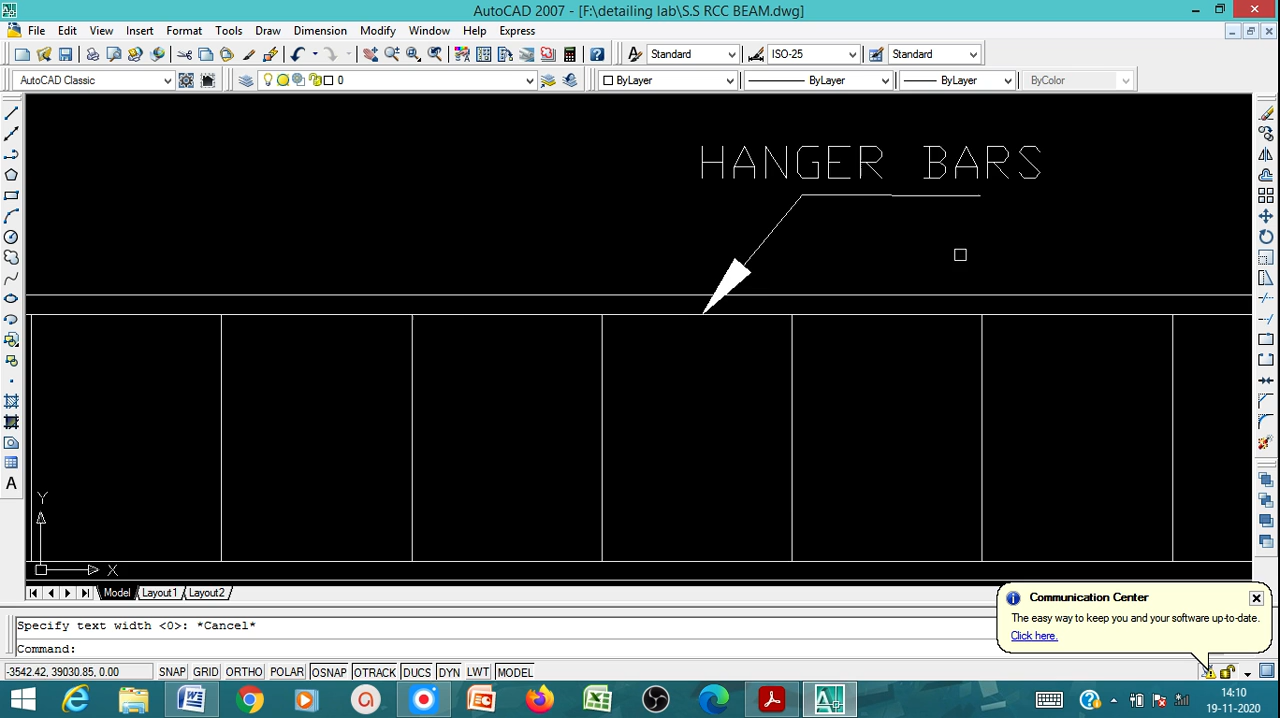 AutoCAD 2007 - [F:\detailing lab\S.S RCC BEAM.dwg]
File Edit View Insert Format Tools Draw Dimension Modify Window Help Express
Standard ISO-25 Standard
AutoCAD Classic 0 ByLayer ByLayer ByLayer ByColor
HANGER BARS
A
Y
X
Model Layout1 Layout2
Communication Center
The easy way to keep you and your software up-to-date.
Click here.
Specify text width <0>: *Cancel*
Command:
-3542.42, 39030.85, 0.00 SNAP GRID ORTHO POLAR OSNAP OTRACK DUCS DYN LWT MODEL
14:10
19-11-2020